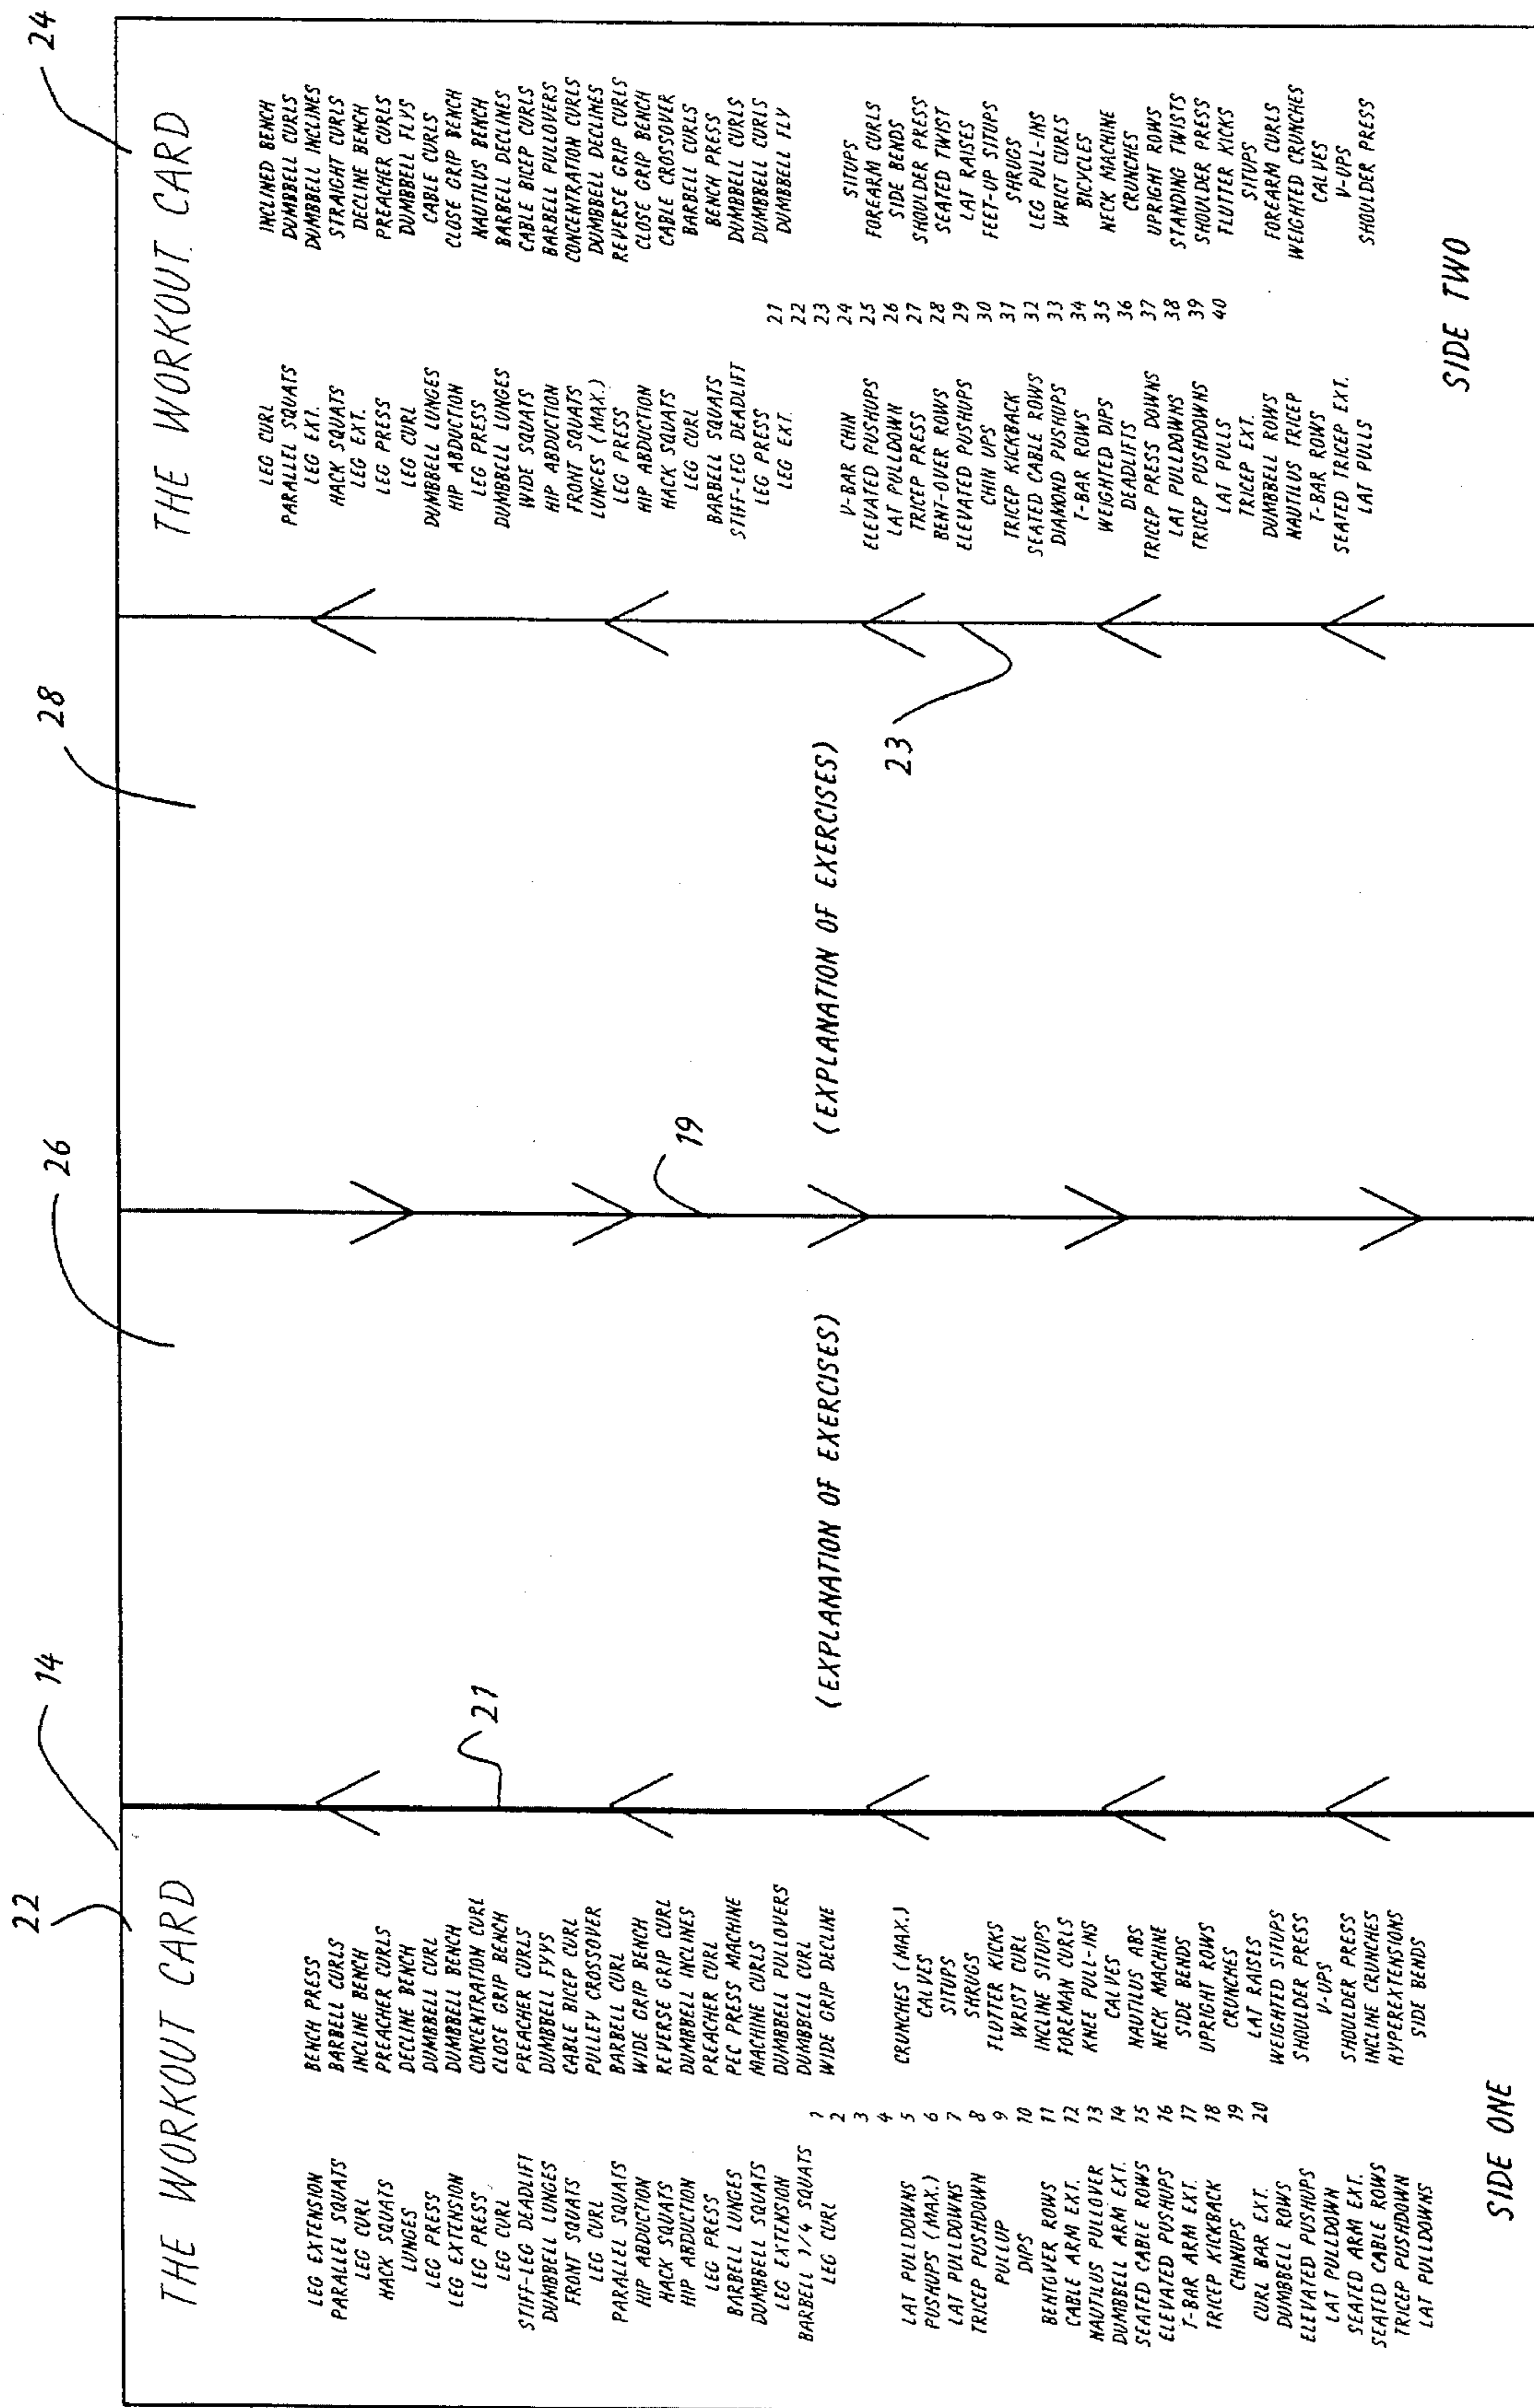 22
14
26
28
24
THE WORKOUT CARD
LEG EXTENSION
PARALLEL SQUATS
LEG CURL
HACK SQUATS
LUNGES
LEG PRESS
LEG EXTENSION
LEG PRESS
LEG CURL
STIFF-LEG DEADLIFT
DUMBBELL LUNGES
FRONT SQUATS
LEG CURL
PARALLEL SQUATS
HIP ABDUCTION
HACK SQUATS
HIP ABDUCTION
LEG PRESS
BARBELL LUNGES
DUMBBELL SQUATS
LEG EXTENSION
BARBELL 1/4 SQUATS
LEG CURL
BENCH PRESS
BARBELL CURLS
INCLINE BENCH
PREACHER CURLS
DECLINE BENCH
DUMBBELL CURL
DUMBBELL BENCH
CONCENTRATION CURL
CLOSE GRIP BENCH
PREACHER CURLS
DUMBBELL FYYS
CABLE BICEP CURL
PULLEY CROSSOVER
BARBELL CURL
WIDE GRIP BENCH
REVERSE GRIP CURL
DUMBBELL INCLINES
PREACHER CURL
PEC PRESS MACHINE
MACHINE CURLS
DUMBBELL PULLOVERS
DUMBBELL CURL
WIDE GRIP DECLINE
1
2
3
4
5
6
7
8
9
10
11
12
13
14
15
16
17
18
19
20
LAT PULLDOWNS
PUSHUPS (MAX.)
LAT PULLDOWNS
TRICEP PUSHDOWN
PULLUP
DIPS
BENTOVER ROWS
CABLE ARM EXT.
NAUTILUS PULLOVER
DUMBBELL ARM EXT.
SEATED CABLE ROWS
ELEVATED PUSHUPS
T-BAR ARM EXT.
TRICEP KICKBACK
CHINUPS
CURL BAR EXT.
DUMBBELL ROWS
ELEVATED PUSHUPS
LAT PULLDOWN
SEATED ARM EXT.
SEATED CABLE ROWS
TRICEP PUSHDOWN
LAT PULLDOWNS
CRUNCHES (MAX.)
CALVES
SITUPS
SHRUGS
FLUTTER KICKS
WRIST CURL
INCLINE SITUPS
FOREMAN CURLS
KNEE PULL-INS
CALVES
NAUTILUS ABS
NECK MACHINE
SIDE BENDS
UPRIGHT ROWS
CRUNCHES
LAT RAISES
WEIGHTED SITUPS
SHOULDER PRESS
V-UPS
SHOULDER PRESS
INCLINE CRUNCHES
HYPEREXTENSIONS
SIDE BENDS
SIDE ONE
21
(EXPLANATION OF EXERCISES)
19
(EXPLANATION OF EXERCISES)
23
THE WORKOUT CARD
LEG CURL
PARALLEL SQUATS
LEG EXT.
HACK SQUATS
LEG EXT.
LEG PRESS
LEG CURL
DUMBBELL LUNGES
HIP ABDUCTION
LEG PRESS
DUMBELL LUNGES
WIDE SQUATS
HIP ABDUCTION
FRONT SQUATS
LUNGES (MAX.)
LEG PRESS
HIP ABDUCTION
HACK SQUATS
LEG CURL
BARBELL SQUATS
STIFF-LEG DEADLIFT
LEG PRESS
LEG EXT.
INCLINED BENCH
DUMBBELL CURLS
DUMBBELL INCLINES
STRAIGHT CURLS
DECLINE BENCH
PREACHER CURLS
DUMBBELL FLYS
CABLE CURLS
CLOSE GRIP BENCH
NAUTILUS BENCH
BARBELL DECLINES
CABLE BICEP CURLS
BARBELL PULLOVERS
CONCENTRATION CURLS
DUMBBELL DECLINES
REVERSE GRIP CURLS
CLOSE GRIP BENCH
CABLE CROSSOVER
BARBELL CURLS
BENCH PRESS
DUMBBELL CURLS
DUMBBELL CURLS
DUMBBELL FLY
21
22
23
24
25
26
27
28
29
30
31
32
33
34
35
36
37
38
39
40
V-BAR CHIN
ELEVATED PUSHUPS
LAT PULLDOWN
TRICEP PRESS
BENT-OVER ROWS
ELEVATED PUSHUPS
CHIN UPS
TRICEP KICKBACK
SEATED CABLE ROWS
DIAMOND PUSHUPS
T-BAR ROWS
WEIGHTED DIPS
DEADLIFTS
TRICEP PRESS DOWNS
LAT PULLDOWNS
TRICEP PUSHDOWNS
LAT PULLS
TRICEP EXT.
DUMBBELL ROWS
NAUTILUS TRICEP
T-BAR ROWS
SEATED TRICEP EXT.
LAT PULLS
SITUPS
FOREARM CURLS
SIDE BENDS
SHOULDER PRESS
SEATED TWIST
LAT RAISES
FEET-UP SITUPS
SHRUGS
LEG PULL-INS
WRICT CURLS
BICYCLES
NECK MACHINE
CRUNCHES
UPRIGHT ROWS
STANDING TWISTS
SHOULDER PRESS
FLUTTER KICKS
SITUPS
FOREARM CURLS
WEIGHTED CRUNCHES
CALVES
V-UPS
SHOULDER PRESS
SIDE TWO